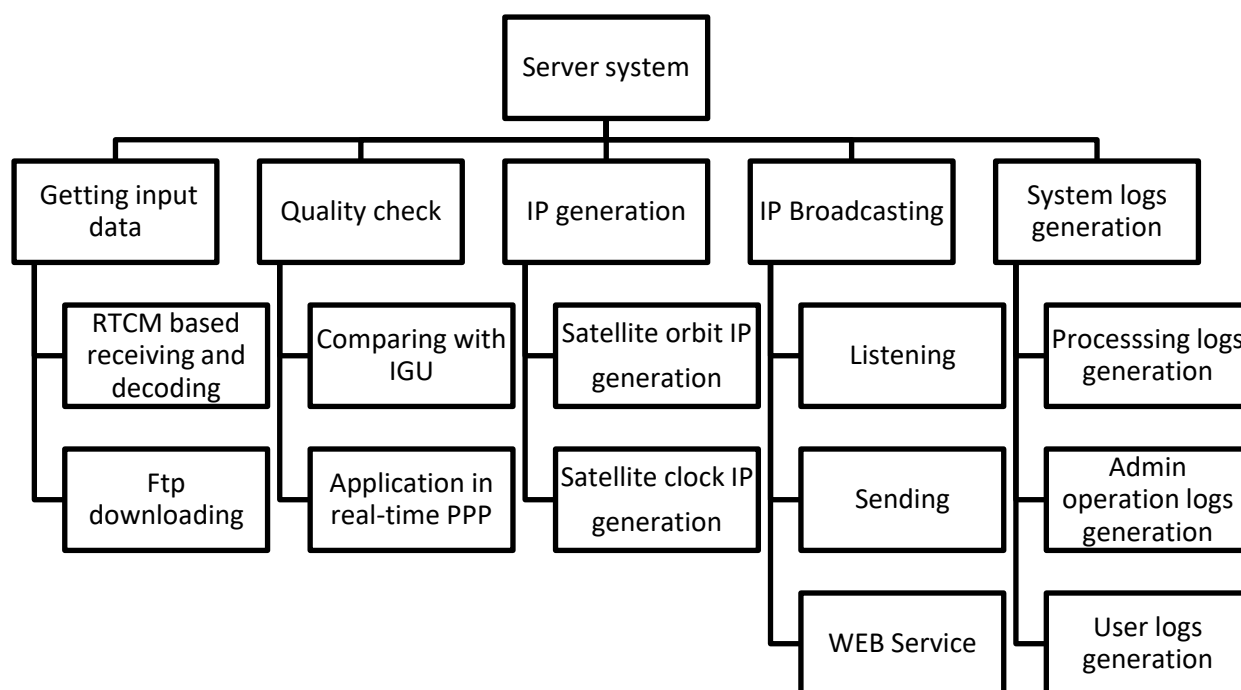 Server system
Getting input
data
Quality check
IP generation
IP Broadcasting
System logs
generation
RTCM based
receiving and
decoding
Comparing with
IGU
Satellite orbit IP
generation
Listening
Processsing logs
generation
Ftp
downloading
Application in
real-time PPP
Satellite clock IP
generation
Sending
Admin
operation logs
generation
WEB Service
User logs
generation